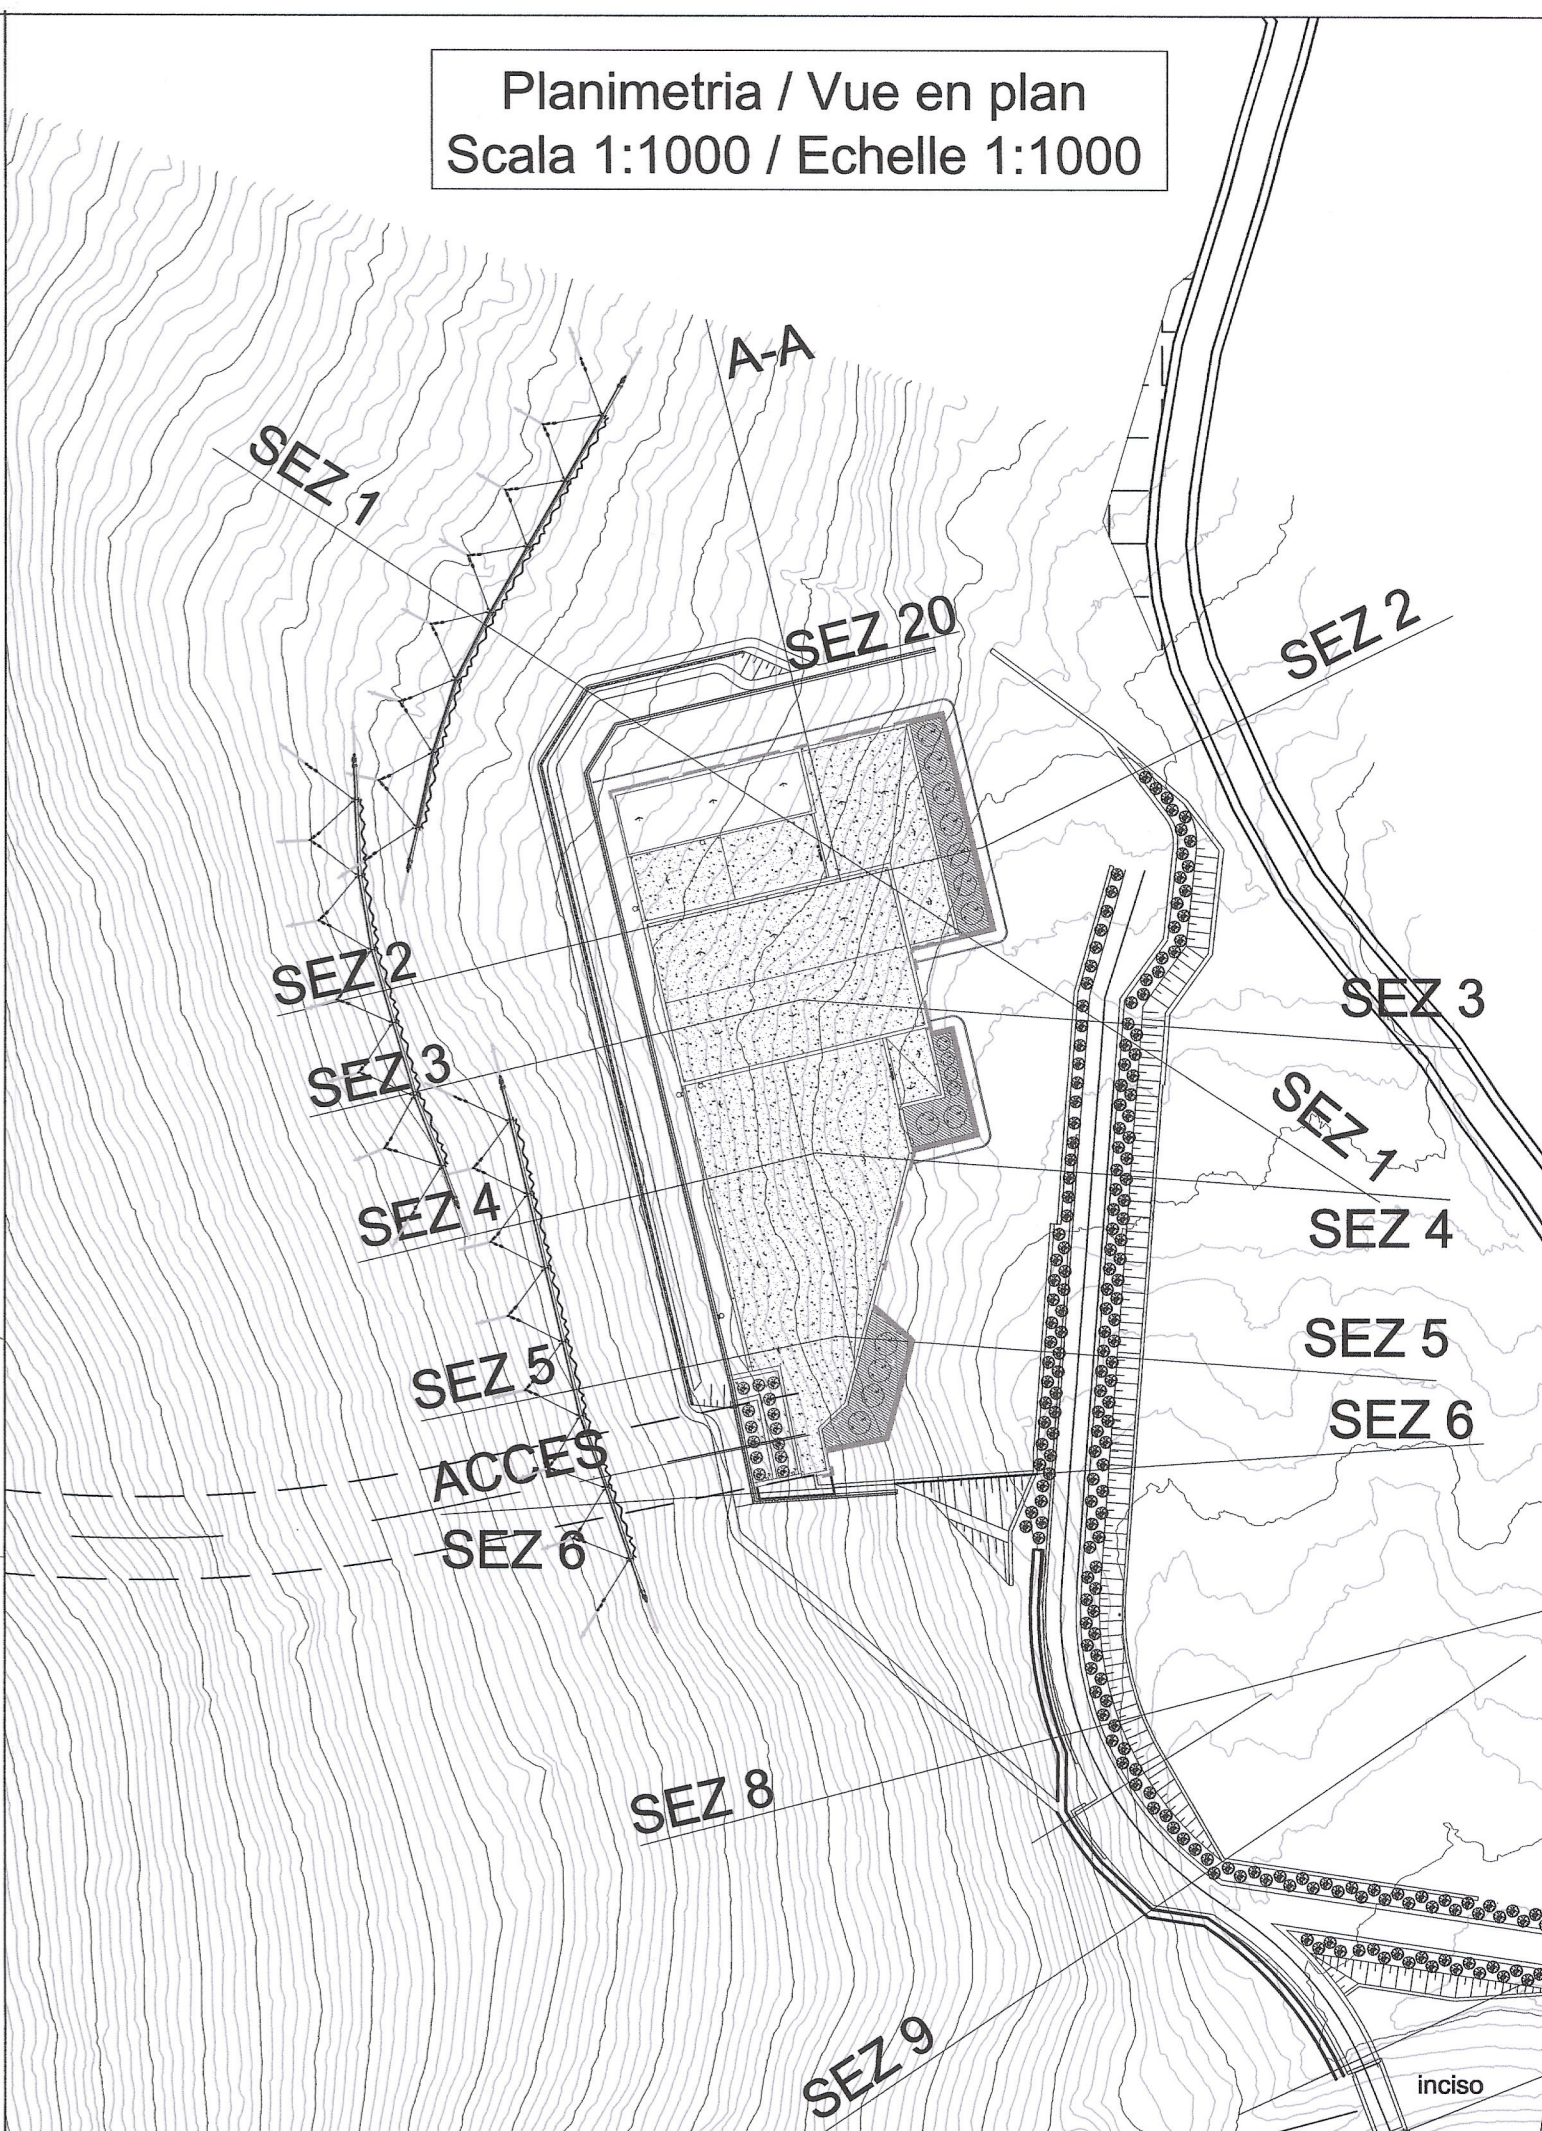 Planimetria / Vue en plan
Scala 1:1000 / Echelle 1:1000
A-A
SEZ 1
SEZ 20
SEZ 2
SEZ 2
SEZ 3
SEZ 3
SEZ 1
SEZ 4
SEZ 4
SEZ 5
SEZ 5
SEZ 6
ACCES
SEZ 6
SEZ 8
SEZ 9
inciso